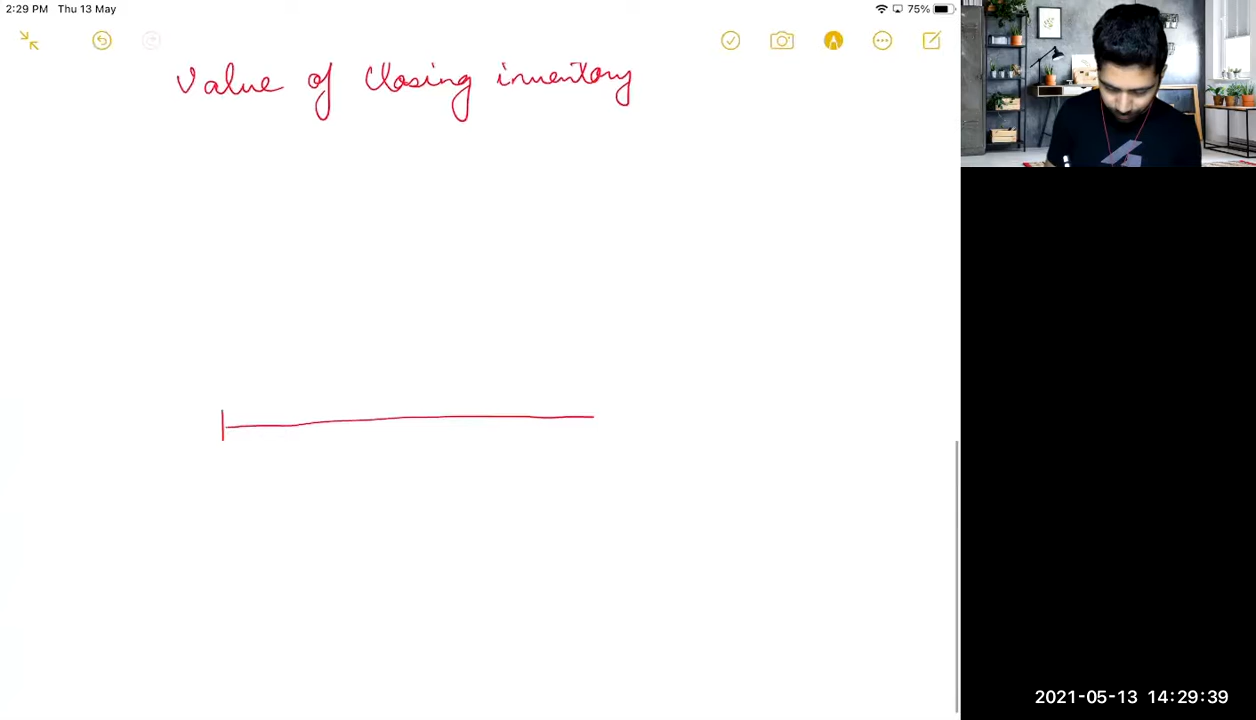 2:29 PM Thu 13 May 75%
Value of Closing inventory
2021-05-13 14:29:39